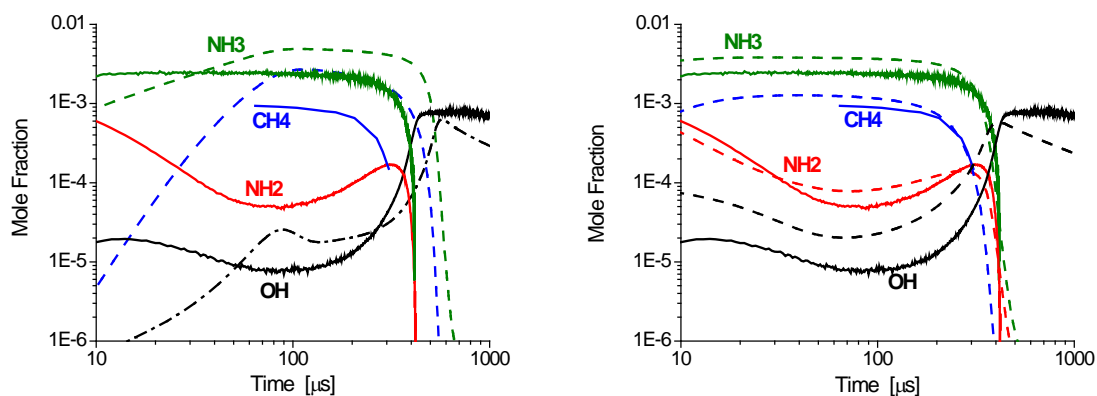 0.01
1E-3
1E-4
1E-5
1E-6
Mole Fraction
NH3
CH4
NH2
OH
10
100
1000
Time [µs]
0.01
1E-3
1E-4
1E-5
1E-6
Mole Fraction
NH3
CH4
NH2
OH
10
100
1000
Time [µs]